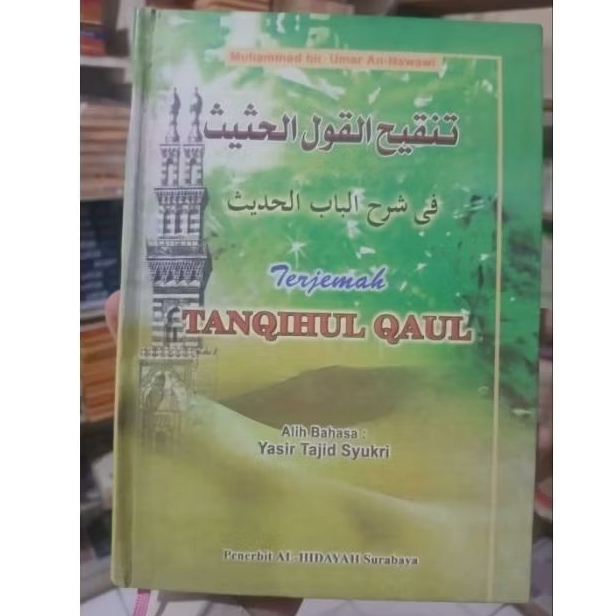 Muhammad bin Umar An-Nawawi
تنقيح القول الحثيث
في شرح الباب الحديث
Terjemah
TANQIHUL QAUL
Alih Bahasa :
Yasir Tajid Syukri
Penerbit AL-HIDAYAH Surabaya